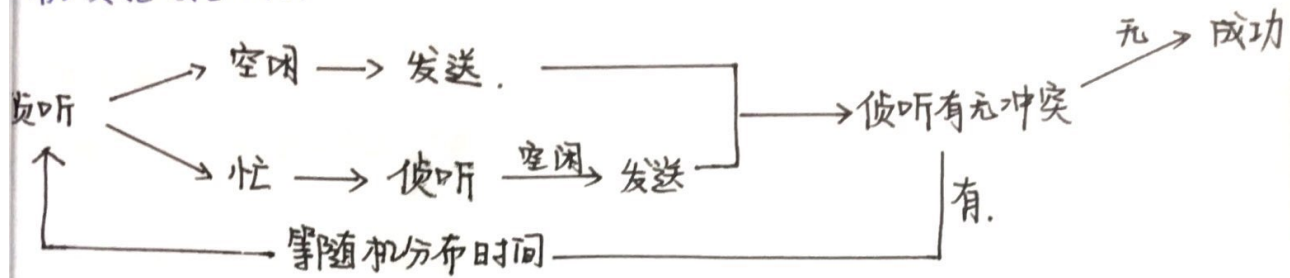 无 成功
空闲 发送.
侦听 侦听有无冲突
忙 侦听 空闲 发送
有.
等随机分布时间